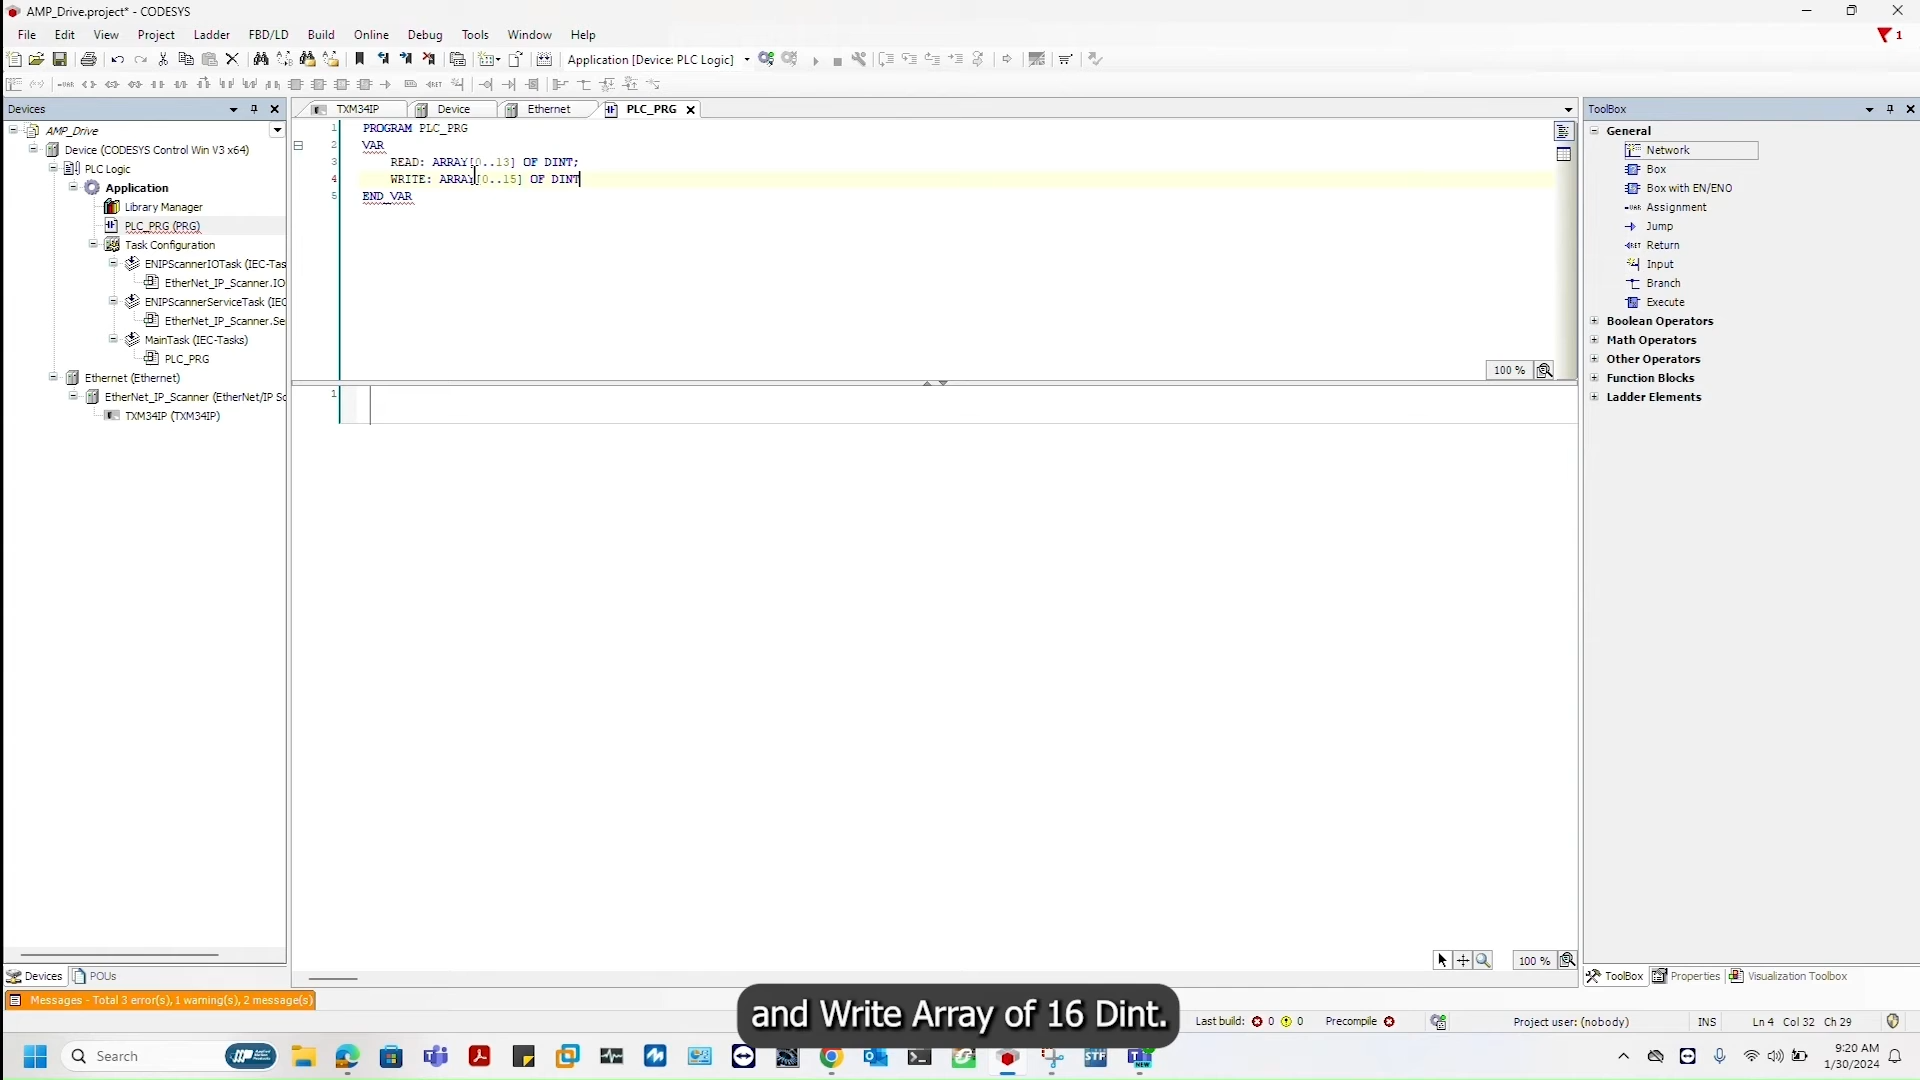 AMP_Drive.project* - CODESYS
File Edit View Project Ladder FBD/LD Build Online Debug Tools Window Help
1
Application [Device: PLC Logic]
Devices
TXM34IP
Device
Ethernet
PLC_PRG
ToolBox
AMP_Drive
Device (CODESYS Control Win V3 x64)
PLC Logic
Application
Library Manager
PLC_PRG (PRG)
Task Configuration
ENIPScannerIOTask (IEC-Tas
EtherNet_IP_Scanner.IO
ENIPScannerServiceTask (IEC
EtherNet_IP_Scanner.Se
MainTask (IEC-Tasks)
PLC_PRG
Ethernet (Ethernet)
EtherNet_IP_Scanner (EtherNet/IP Sc
TXM34IP (TXM34IP)
1 PROGRAM PLC_PRG
2 VAR
3 READ: ARRAY[0..13] OF DINT;
4 WRITE: ARRAY[0..15] OF DINT
5 END_VAR
100 %
1
100 %
General
Network
Box
Box with EN/ENO
Assignment
Jump
Return
Input
Branch
Execute
Boolean Operators
Math Operators
Other Operators
Function Blocks
Ladder Elements
Devices
POUs
ToolBox
Properties
Visualization Toolbox
Messages - Total 3 error(s), 1 warning(s), 2 message(s)
and Write Array of 16 Dint.
Last build: 0 0
Precompile
Project user: (nobody)
INS
Ln 4 Col 32 Ch 29
Search
STF
NEW
9:20 AM
1/30/2024